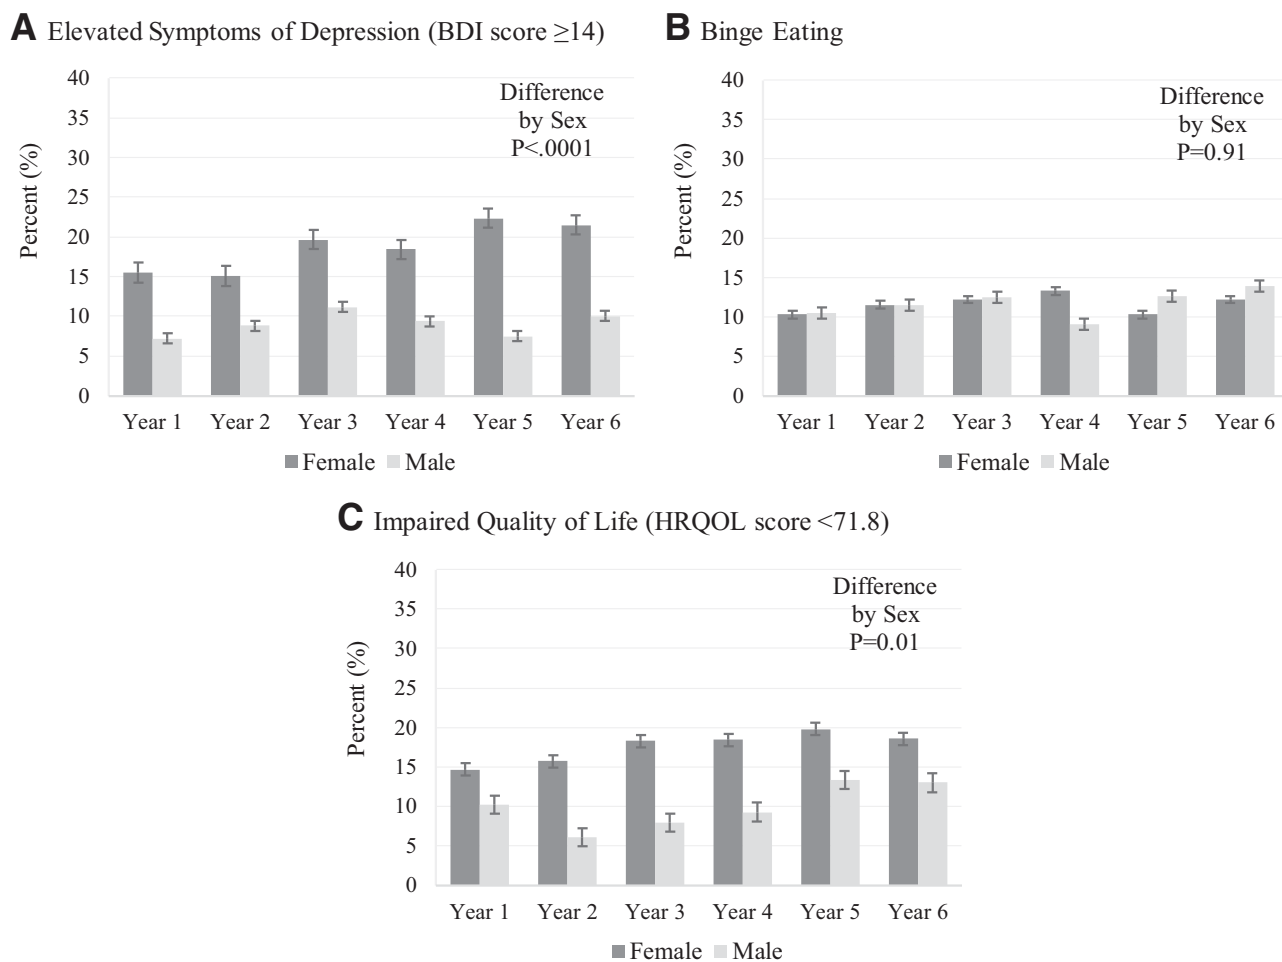 A Elevated Symptoms of Depression (BDI score ≥14)
40
35
30
25
20
15
10
5
0
Percent (%)
Difference
by Sex
P<.0001
Year 1 Year 2 Year 3 Year 4 Year 5 Year 6
Female Male
B Binge Eating
40
35
30
25
20
15
10
5
0
Percent (%)
Difference
by Sex
P=0.91
Year 1 Year 2 Year 3 Year 4 Year 5 Year 6
Female Male
C Impaired Quality of Life (HRQOL score <71.8)
40
35
30
25
20
15
10
5
0
Percent (%)
Difference
by Sex
P=0.01
Year 1 Year 2 Year 3 Year 4 Year 5 Year 6
Female Male